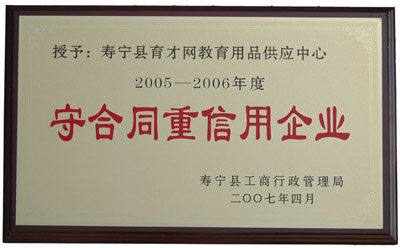 授予：寿宁县育才网教育用品供应中心
2005—2006年度
守合同重信用企业
寿宁县工商行政管理局
二〇〇七年四月